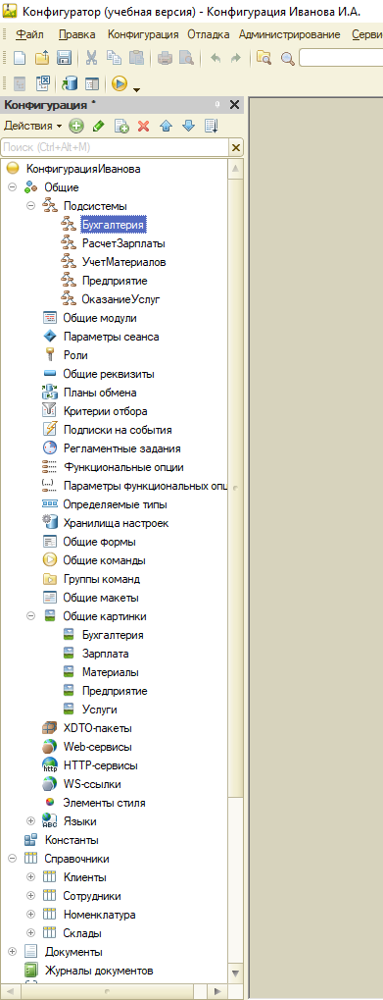 Конфигуратор (учебная версия) - Конфигурация Иванова И.А.
Файл Правка Конфигурация Отладка Администрирование Серви
Конфигурация *
Действия
Поиск (Ctrl+Alt+M)
КонфигурацияИванова
Общие
Подсистемы
Бухгалтерия
РасчетЗарплаты
УчетМатериалов
Предприятие
ОказаниеУслуг
Общие модули
Параметры сеанса
Роли
Общие реквизиты
Планы обмена
Критерии отбора
Подписки на события
Регламентные задания
Функциональные опции
Параметры функциональных опц
Определяемые типы
Хранилища настроек
Общие формы
Общие команды
Группы команд
Общие макеты
Общие картинки
Бухгалтерия
Зарплата
Материалы
Предприятие
Услуги
XDTO-пакеты
Web-сервисы
HTTP-сервисы
WS-ссылки
Элементы стиля
Языки
Константы
Справочники
Клиенты
Сотрудники
Номенклатура
Склады
Документы
Журналы документов